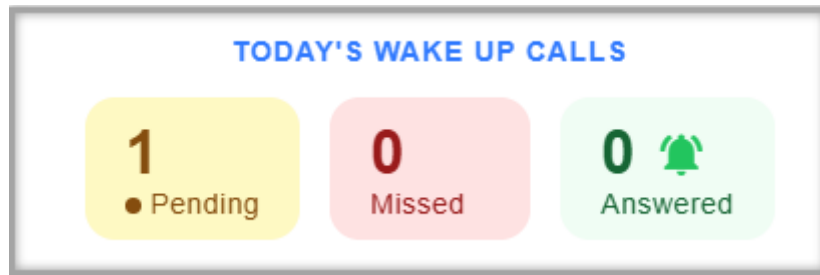 TODAY'S WAKE UP CALLS
1
Pending
0
Missed
0
Answered